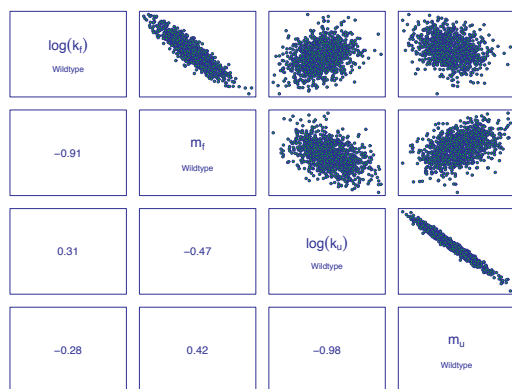 log(k_f)
Wildtype
−0.91
m_f
Wildtype
0.31
−0.47
log(k_u)
Wildtype
−0.28
0.42
−0.98
m_u
Wildtype